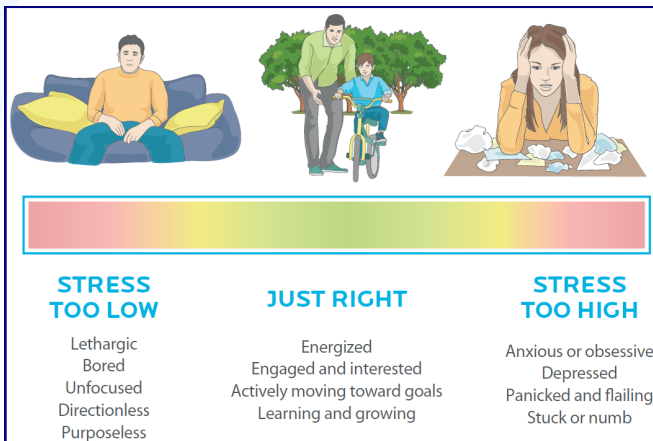 STRESS
TOO LOW
Lethargic
Bored
Unfocused
Directionless
Purposeless
JUST RIGHT
Energized
Engaged and interested
Actively moving toward goals
Learning and growing
STRESS
TOO HIGH
Anxious or obsessive
Depressed
Panicked and flailing
Stuck or numb